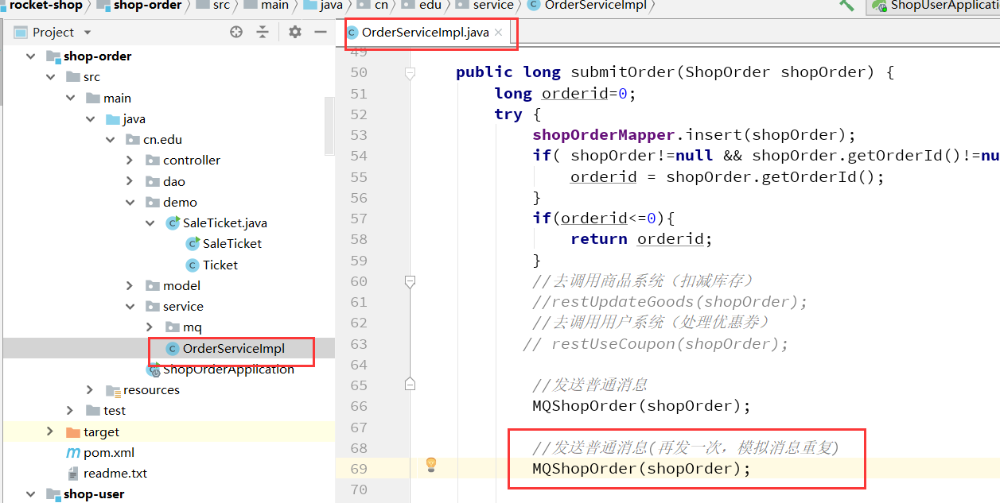 rocket-shop shop-order src main java cn edu service OrderServiceImpl ShopUserApplicati
Project
OrderServiceImpl.java
shop-order
src
main
java
cn.edu
controller
dao
demo
SaleTicket.java
SaleTicket
Ticket
model
service
mq
OrderServiceImpl
ShopOrderApplication
resources
test
target
pom.xml
readme.txt
shop-user
49
50 public long submitOrder(ShopOrder shopOrder) {
51 long orderid=0;
52 try {
53 shopOrderMapper.insert(shopOrder);
54 if( shopOrder!=null && shopOrder.getOrderId()!=nu
55 orderid = shopOrder.getOrderId();
56 }
57 if(orderid<=0){
58 return orderid;
59 }
60 //去调用商品系统（扣减库存）
61 //restUpdateGoods(shopOrder);
62 //去调用用户系统（处理优惠券）
63 // restUseCoupon(shopOrder);
64
65 //发送普通消息
66 MQShopOrder(shopOrder);
67
68 //发送普通消息(再发一次，模拟消息重复)
69 MQShopOrder(shopOrder);
70